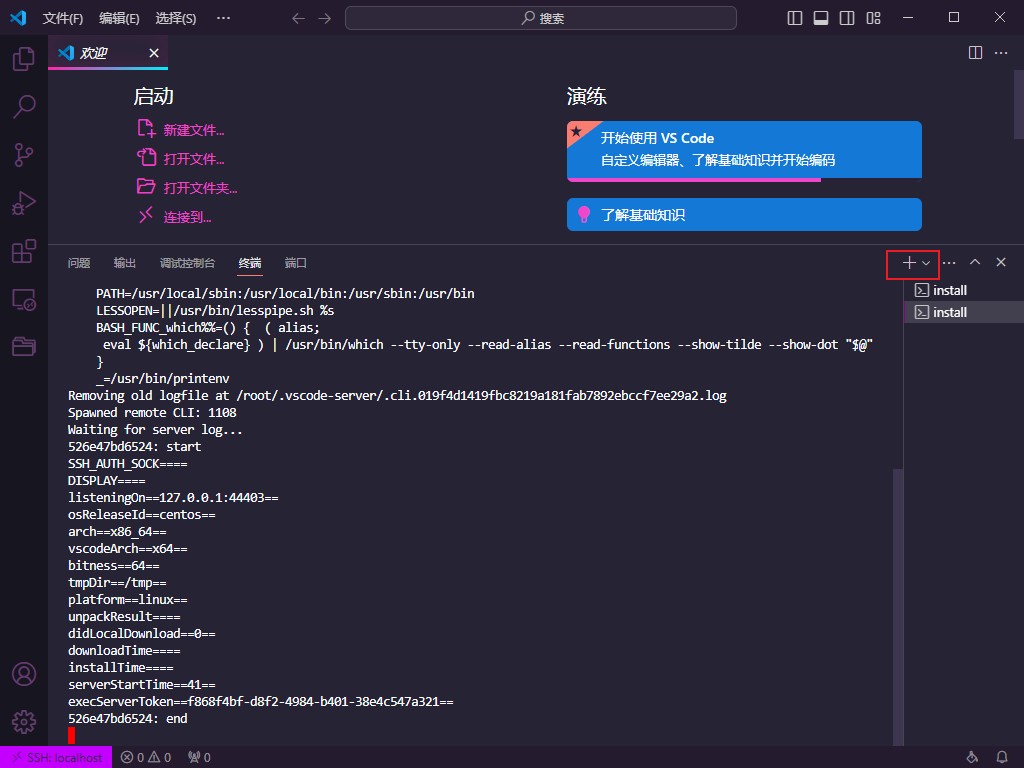 文件(F) 编辑(E) 选择(S) ··· 搜索
欢迎
启动
新建文件...
打开文件...
打开文件夹...
连接到...
演练
开始使用 VS Code
自定义编辑器、了解基础知识并开始编码
了解基础知识
问题 输出 调试控制台 终端 端口
PATH=/usr/local/sbin:/usr/local/bin:/usr/sbin:/usr/bin
LESSOPEN=||/usr/bin/lesspipe.sh %s
BASH_FUNC_which%%=() { ( alias;
eval ${which_declare} ) | /usr/bin/which --tty-only --read-alias --read-functions --show-tilde --show-dot "$@"
}
_=/usr/bin/printenv
Removing old logfile at /root/.vscode-server/.cli.019f4d1419fbc8219a181fab7892ebccf7ee29a2.log
Spawned remote CLI: 1108
Waiting for server log...
526e47bd6524: start
SSH_AUTH_SOCK====
DISPLAY====
listeningOn==127.0.0.1:44403==
osReleaseId==centos==
arch==x86_64==
vscodeArch==x64==
bitness==64==
tmpDir==/tmp==
platform==linux==
unpackResult====
didLocalDownload==0==
downloadTime====
installTime====
serverStartTime==41==
execServerToken==f868f4bf-d8f2-4984-b401-38e4c547a321==
526e47bd6524: end
install
install
SSH: localhost 0 0 0